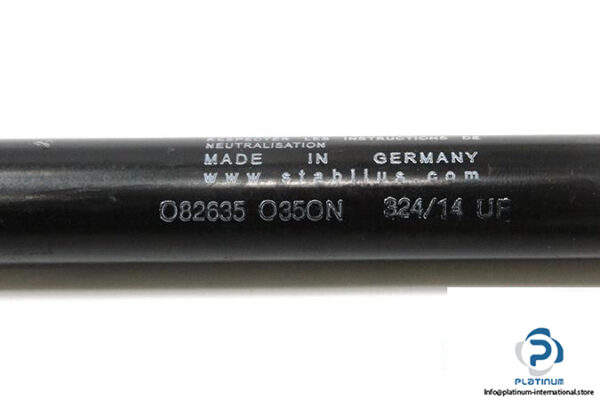 RESPECTER LES INSTRUCTIONS DE
NEUTRALISATION
MADE IN GERMANY
www.stabilus.com
082635 0350N 324/14 UF
PLATINUM
Info@platinum-international.store